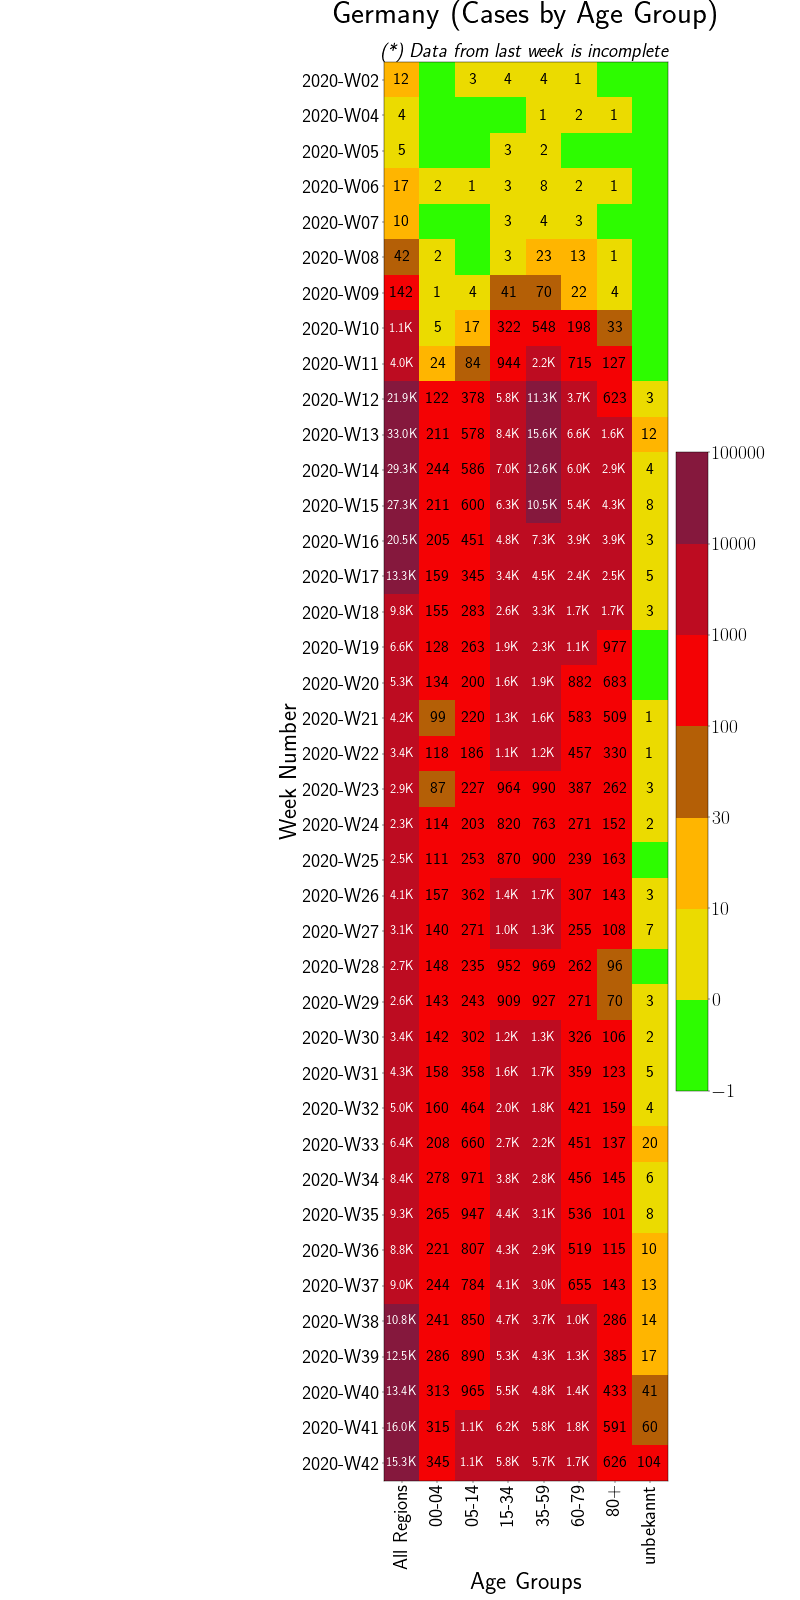 Germany (Cases by Age Group)
(*) Data from last week is incomplete
2020-W02 12 3 4 4 1
2020-W04 4 1 2 1
2020-W05 5 3 2
2020-W06 17 2 1 3 8 2 1
2020-W07 10 3 4 3
2020-W08 42 2 3 23 13 1
2020-W09 142 1 4 41 70 22 4
2020-W10 1.1K 5 17 322 548 198 33
2020-W11 4.0K 24 84 944 2.2K 715 127
2020-W12 21.9K 122 378 5.8K 11.3K 3.7K 623 3
2020-W13 33.0K 211 578 8.4K 15.6K 6.6K 1.6K 12
2020-W14 29.3K 244 586 7.0K 12.6K 6.0K 2.9K 4
2020-W15 27.3K 211 600 6.3K 10.5K 5.4K 4.3K 8
2020-W16 20.5K 205 451 4.8K 7.3K 3.9K 3.9K 3
2020-W17 13.3K 159 345 3.4K 4.5K 2.4K 2.5K 5
2020-W18 9.8K 155 283 2.6K 3.3K 1.7K 1.7K 3
2020-W19 6.6K 128 263 1.9K 2.3K 1.1K 977
2020-W20 5.3K 134 200 1.6K 1.9K 882 683
2020-W21 4.2K 99 220 1.3K 1.6K 583 509 1
2020-W22 3.4K 118 186 1.1K 1.2K 457 330 1
2020-W23 2.9K 87 227 964 990 387 262 3
2020-W24 2.3K 114 203 820 763 271 152 2
2020-W25 2.5K 111 253 870 900 239 163
2020-W26 4.1K 157 362 1.4K 1.7K 307 143 3
2020-W27 3.1K 140 271 1.0K 1.3K 255 108 7
2020-W28 2.7K 148 235 952 969 262 96
2020-W29 2.6K 143 243 909 927 271 70 3
2020-W30 3.4K 142 302 1.2K 1.3K 326 106 2
2020-W31 4.3K 158 358 1.6K 1.7K 359 123 5
2020-W32 5.0K 160 464 2.0K 1.8K 421 159 4
2020-W33 6.4K 208 660 2.7K 2.2K 451 137 20
2020-W34 8.4K 278 971 3.8K 2.8K 456 145 6
2020-W35 9.3K 265 947 4.4K 3.1K 536 101 8
2020-W36 8.8K 221 807 4.3K 2.9K 519 115 10
2020-W37 9.0K 244 784 4.1K 3.0K 655 143 13
2020-W38 10.8K 241 850 4.7K 3.7K 1.0K 286 14
2020-W39 12.5K 286 890 5.3K 4.3K 1.3K 385 17
2020-W40 13.4K 313 965 5.5K 4.8K 1.4K 433 41
2020-W41 16.0K 315 1.1K 6.2K 5.8K 1.8K 591 60
2020-W42 15.3K 345 1.1K 5.8K 5.7K 1.7K 626 104
All Regions 00-04 05-14 15-34 35-59 60-79 80+ unbekannt
Age Groups
Week Number
100000
10000
1000
100
30
10
0
−1